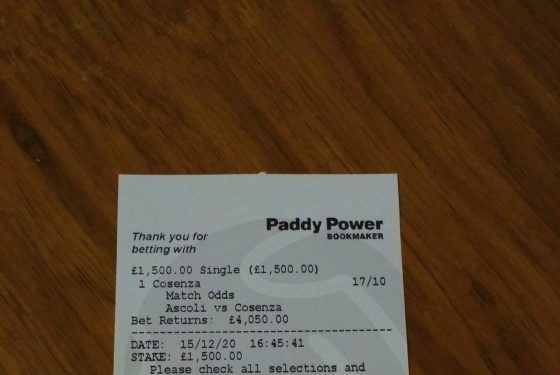 Thank you for
betting with
Paddy Power
BOOKMAKER
£1,500.00 Single (£1,500.00)
1 Cosenza 17/10
Match Odds
Ascoli vs Cosenza
Bet Returns: £4,050.00
DATE: 15/12/20 16:45:41
STAKE: £1,500.00
Please check all selections and